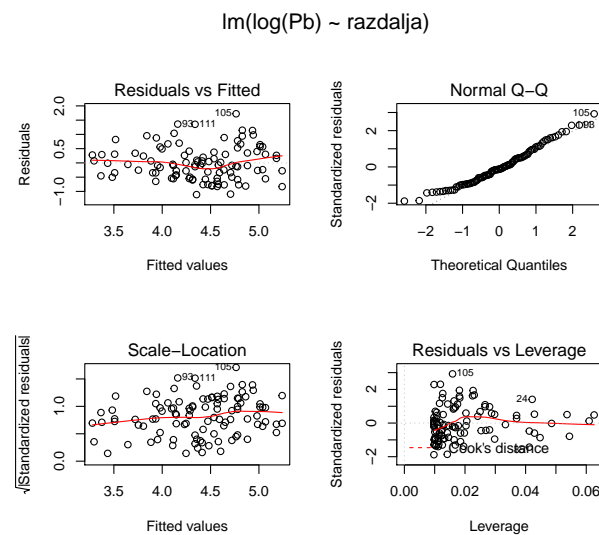 lm(log(Pb) ~ razdalja)
Residuals vs Fitted
Residuals
−1.0
0.5
2.0
105
93
111
3.5
4.0
4.5
5.0
Fitted values
Normal Q−Q
Standardized residuals
−2
0
2
105
−2
−1
0
1
2
Theoretical Quantiles
Scale−Location
√|Standardized residuals|
0.0
1.0
105
93
111
3.5
4.0
4.5
5.0
Fitted values
Residuals vs Leverage
Standardized residuals
−2
0
2
105
24
Cook's distance
0.00
0.02
0.04
0.06
Leverage